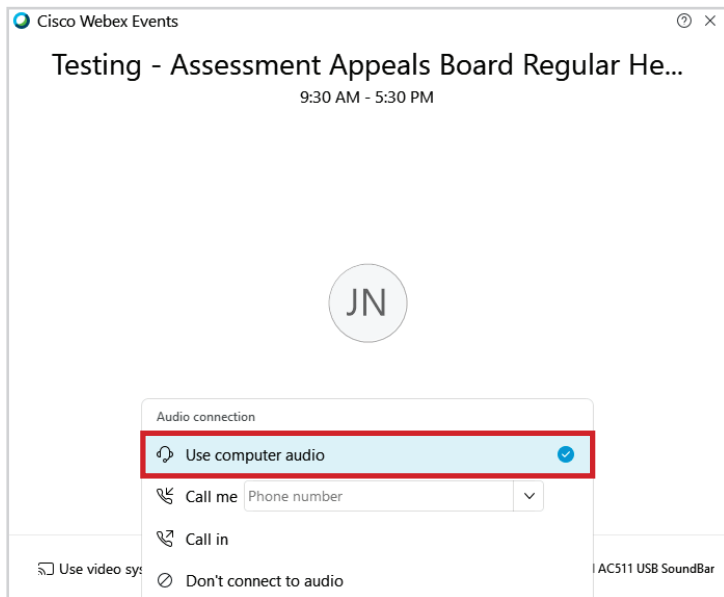 Cisco Webex Events
Testing - Assessment Appeals Board Regular He...
9:30 AM - 5:30 PM
JN
Audio connection
Use computer audio
Call me Phone number
Call in
Use video sys AC511 USB SoundBar
Don't connect to audio